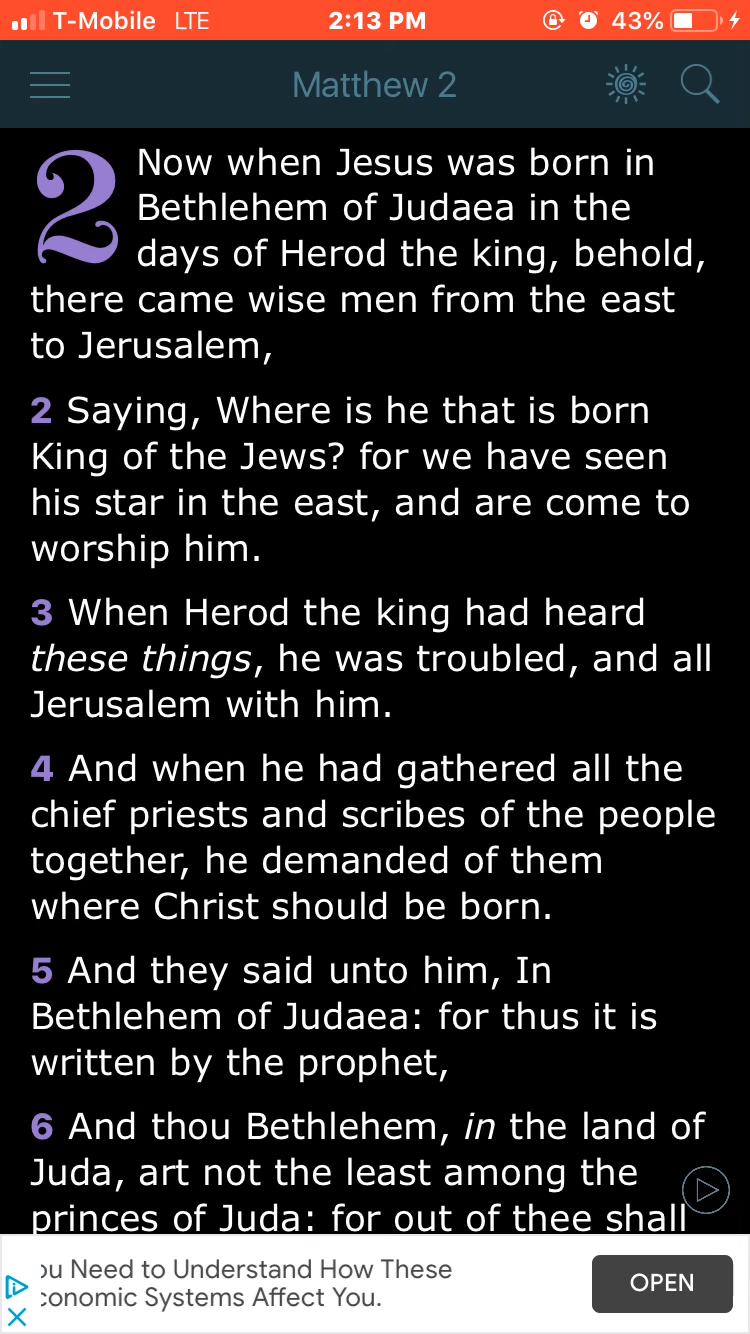 T-Mobile LTE 2:13 PM 43%
Matthew 2
2 Now when Jesus was born in
Bethlehem of Judaea in the
days of Herod the king, behold,
there came wise men from the east
to Jerusalem,
2 Saying, Where is he that is born
King of the Jews? for we have seen
his star in the east, and are come to
worship him.
3 When Herod the king had heard
these things, he was troubled, and all
Jerusalem with him.
4 And when he had gathered all the
chief priests and scribes of the people
together, he demanded of them
where Christ should be born.
5 And they said unto him, In
Bethlehem of Judaea: for thus it is
written by the prophet,
6 And thou Bethlehem, in the land of
Juda, art not the least among the
princes of Juda: for out of thee shall
Need to Understand How These
Systems Affect You.
OPEN